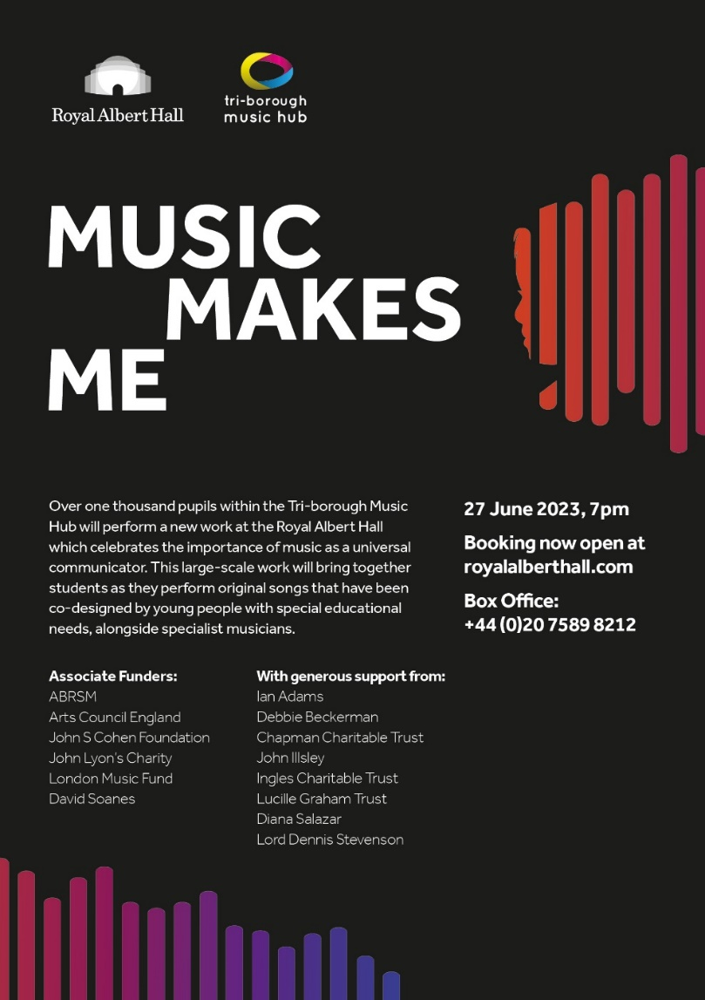 Royal Albert Hall
tri-borough
music hub
MUSIC
MAKES
ME
Over one thousand pupils within the Tri-borough Music
Hub will perform a new work at the Royal Albert Hall
which celebrates the importance of music as a universal
communicator. This large-scale work will bring together
students as they perform original songs that have been
co-designed by young people with special educational
needs, alongside specialist musicians.
27 June 2023, 7pm
Booking now open at
royalalberthall.com
Box Office:
+44 (0)20 7589 8212
Associate Funders:
ABRSM
Arts Council England
John S Cohen Foundation
John Lyon's Charity
London Music Fund
David Soanes
With generous support from:
Ian Adams
Debbie Beckerman
Chapman Charitable Trust
John Illsley
Ingles Charitable Trust
Lucille Graham Trust
Diana Salazar
Lord Dennis Stevenson